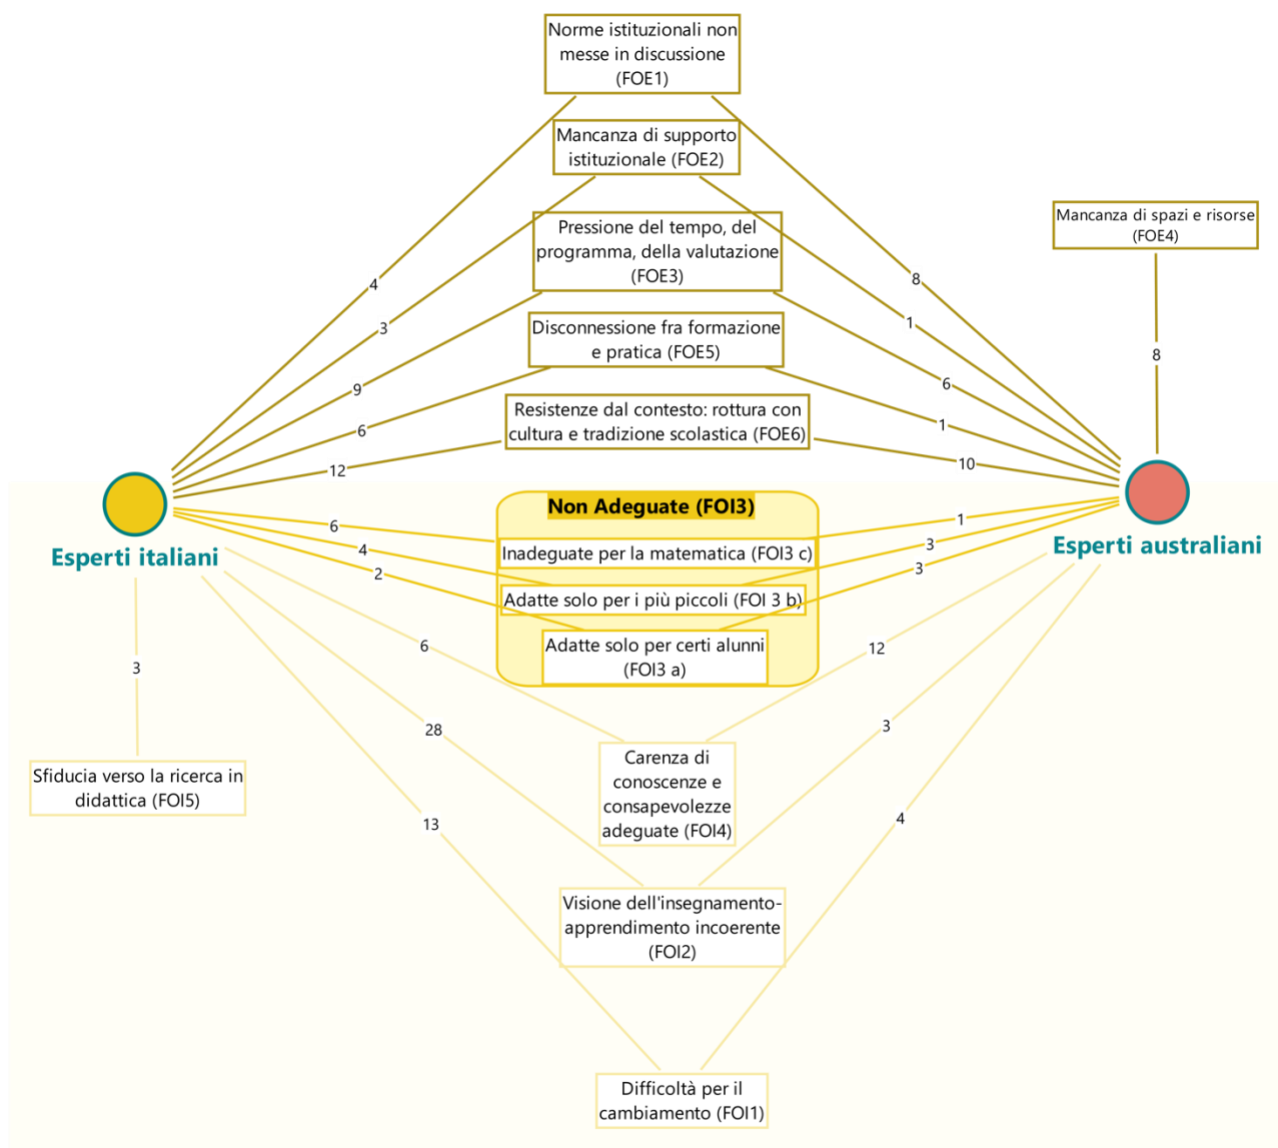 Norme istituzionali non
messe in discussione
(FOE1)
Mancanza di supporto
istituzionale (FOE2)
Pressione del tempo, del
programma, della valutazione
(FOE3)
Mancanza di spazi e risorse
(FOE4)
Disconnessione fra formazione
e pratica (FOE5)
Resistenze dal contesto: rottura con
cultura e tradizione scolastica (FOE6)
4
3
9
6
12
8
1
6
1
10
8
Esperti italiani
Esperti australiani
Non Adeguate (FOI3)
Inadeguate per la matematica (FOI3 c)
Adatte solo per i più piccoli (FOI 3 b)
Adatte solo per certi alunni
(FOI3 a)
6
4
2
1
3
3
6
12
3
28
3
13
4
Sfiducia verso la ricerca in
didattica (FOI5)
Carenza di
conoscenze e
consapevolezze
adeguate (FOI4)
Visione dell'insegnamento-
apprendimento incoerente
(FOI2)
Difficoltà per il
cambiamento (FOI1)